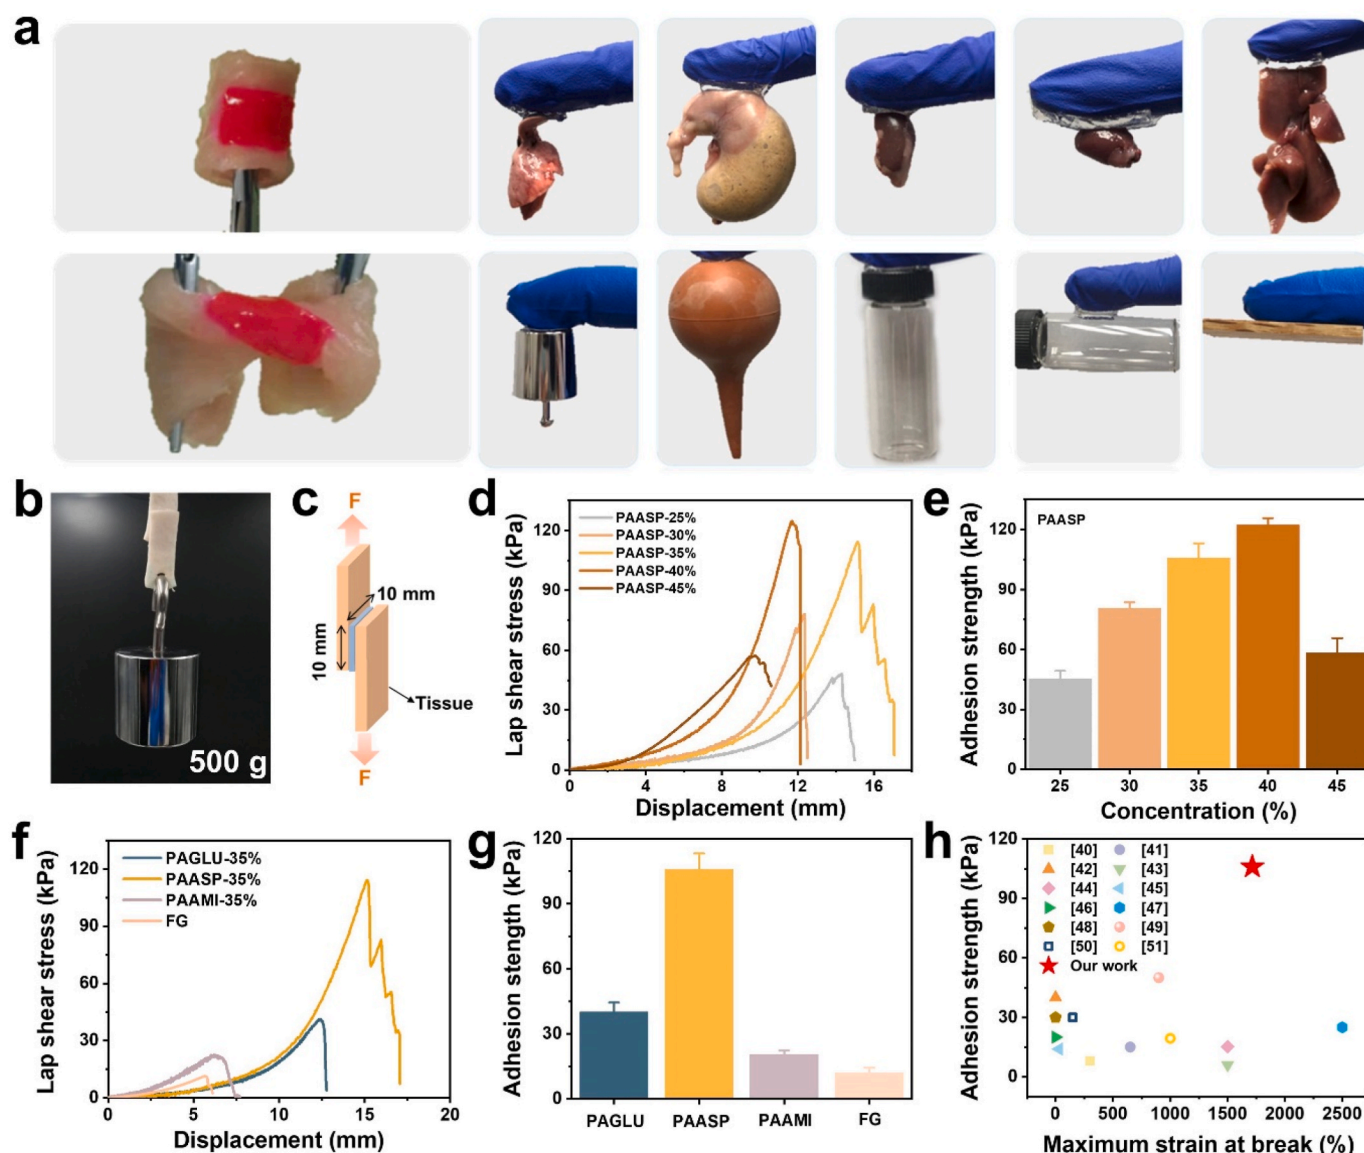 a
b
500 g
c
F
10 mm
10 mm
Tissue
F
d
PAASP-25%
PAASP-30%
PAASP-35%
PAASP-40%
PAASP-45%
Lap shear stress (kPa)
120
90
60
30
0
0 4 8 12 16
Displacement (mm)
e
PAASP
Adhesion strength (kPa)
120
90
60
30
0
25 30 35 40 45
Concentration (%)
f
PAGLU-35%
PAASP-35%
PAAMI-35%
FG
Lap shear stress (kPa)
120
90
60
30
0
0 5 10 15 20
Displacement (mm)
g
Adhesion stength (kPa)
120
90
60
30
0
PAGLU PAASP PAAMI FG
h
[40] [41]
[42] [43]
[44] [45]
[46] [47]
[48] [49]
[50] [51]
Our work
Adhesion strength (kPa)
120
90
60
30
0
0 500 1000 1500 2000 2500
Maximum strain at break (%)